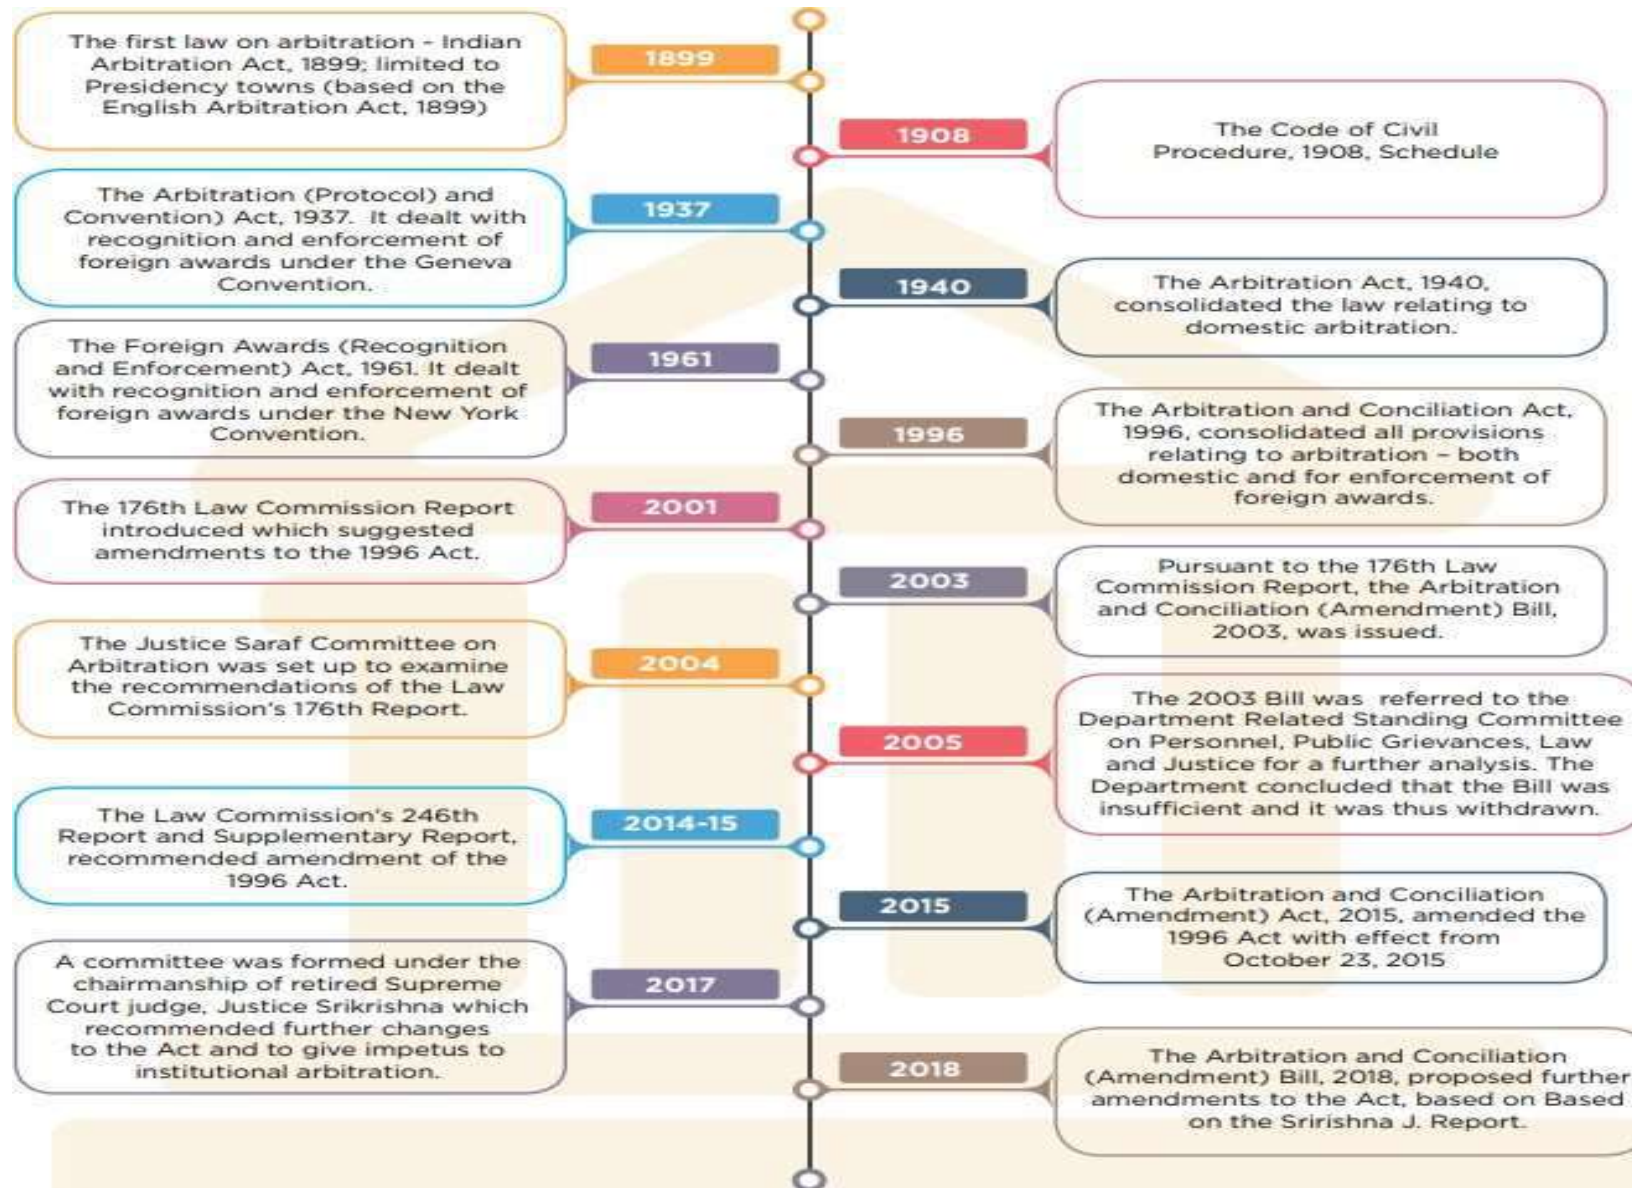 1899
The first law on arbitration - Indian
Arbitration Act, 1899; limited to
Presidency towns (based on the
English Arbitration Act, 1899)
1908
The Code of Civil
Procedure, 1908, Schedule
1937
The Arbitration (Protocol) and
Convention) Act, 1937. It dealt with
recognition and enforcement of
foreign awards under the Geneva
Convention.
1940
The Arbitration Act, 1940,
consolidated the law relating to
domestic arbitration.
1961
The Foreign Awards (Recognition
and Enforcement) Act, 1961. It dealt
with recognition and enforcement of
foreign awards under the New York
Convention.
1996
The Arbitration and Conciliation Act,
1996, consolidated all provisions
relating to arbitration – both
domestic and for enforcement of
foreign awards.
2001
The 176th Law Commission Report
introduced which suggested
amendments to the 1996 Act.
2003
Pursuant to the 176th Law
Commission Report, the Arbitration
and Conciliation (Amendment) Bill,
2003, was issued.
2004
The Justice Saraf Committee on
Arbitration was set up to examine
the recommendations of the Law
Commission's 176th Report.
2005
The 2003 Bill was referred to the
Department Related Standing Committee
on Personnel, Public Grievances, Law
and Justice for a further analysis. The
Department concluded that the Bill was
insufficient and it was thus withdrawn.
2014-15
The Law Commission's 246th
Report and Supplementary Report,
recommended amendment of the
1996 Act.
2015
The Arbitration and Conciliation
(Amendment) Act, 2015, amended the
1996 Act with effect from
October 23, 2015
2017
A committee was formed under the
chairmanship of retired Supreme
Court judge, Justice Srikrishna which
recommended further changes
to the Act and to give impetus to
institutional arbitration.
2018
The Arbitration and Conciliation
(Amendment) Bill, 2018, proposed further
amendments to the Act, based on Based
on the Sririshna J. Report.